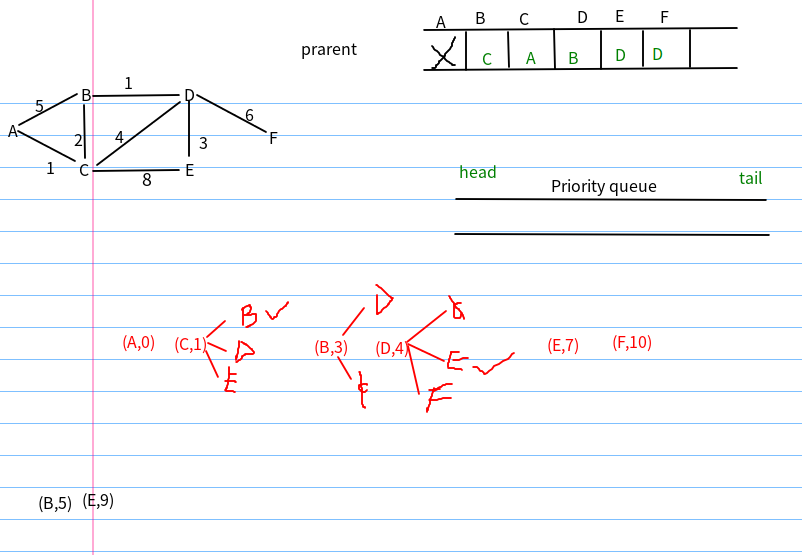 A B C D E F
prarent X C A B D D
1
B D
5 6
A 2 4 3 F
1 C E
8
head tail
Priority queue
D
B
(A,0) (C,1) D (B,3) (D,4) E (E,7) (F,10)
E F
(B,5) (E,9)